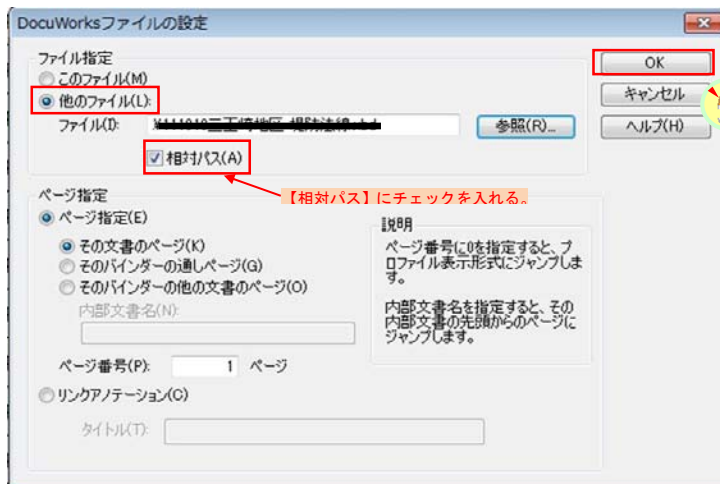 DocuWorksファイルの設定
ファイル指定
このファイル(M)
他のファイル(L):
ファイル(I):
参照(R)...
相対パス(A)
【相対パス】にチェックを入れる。
OK
キャンセル
ヘルプ(H)
ページ指定
ページ指定(E)
その文書のページ(K)
そのバインダーの通しページ(G)
そのバインダーの他の文書のページ(O)
内部文書名(N):
ページ番号(P): 1 ページ
リンクアノテーション(C)
タイトル(T):
説明
ページ番号に0を指定すると、プ
ロファイル表示形式にジャンプしま
す。
内部文書名を指定すると、その
内部文書の先頭からのページに
ジャンプします。